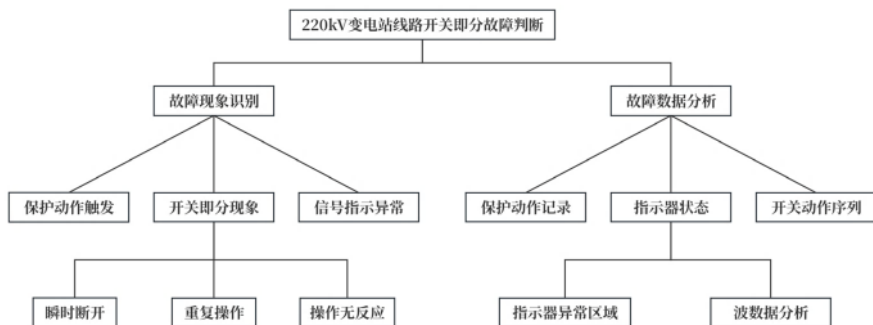 220kV变电站线路开关即分故障判断
故障现象识别
故障数据分析
保护动作触发
开关即分现象
信号指示异常
保护动作记录
指示器状态
开关动作序列
瞬时断开
重复操作
操作无反应
指示器异常区域
波数据分析